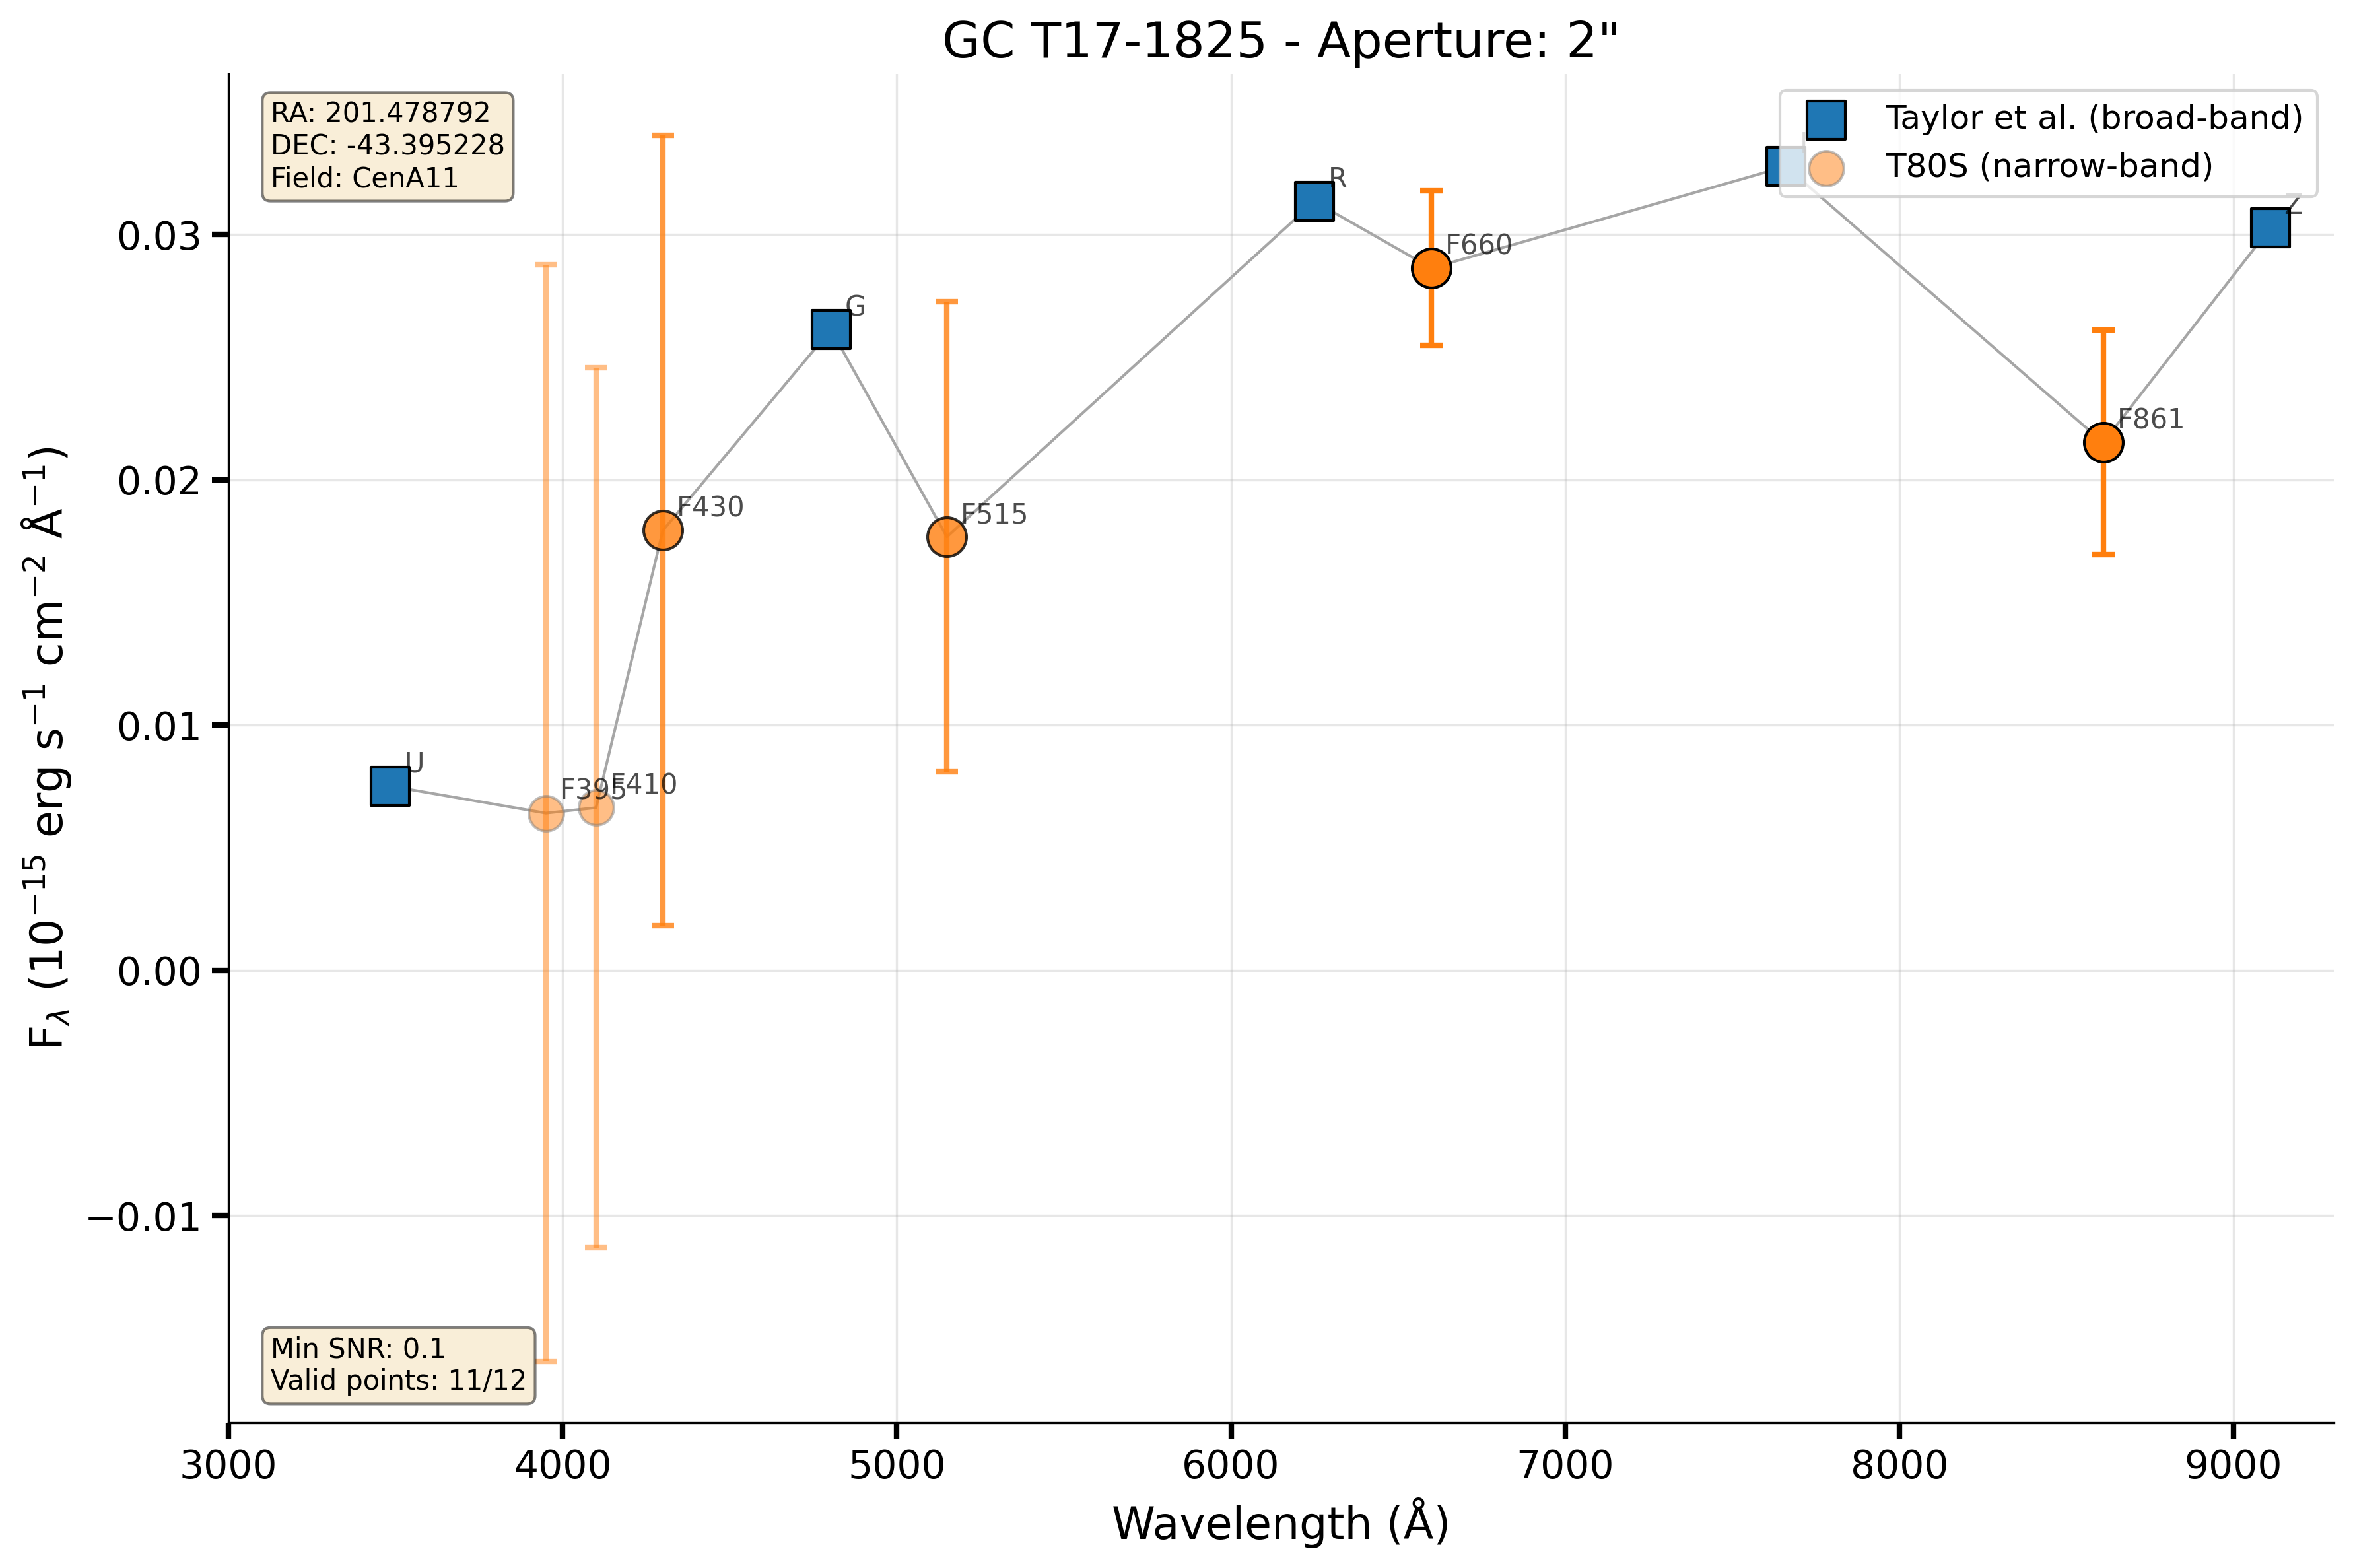 GC T17-1825 - Aperture: 2"
RA: 201.478792
DEC: -43.395228
Field: CenA11
Taylor et al. (broad-band)
T80S (narrow-band)
R
F660
G
F861
F430
F515
U
F395
F410
0.03
0.02
0.01
0.00
−0.01
F_λ (10⁻¹⁵ erg s⁻¹ cm⁻² Å⁻¹)
Min SNR: 0.1
Valid points: 11/12
3000 4000 5000 6000 7000 8000 9000
Wavelength (Å)